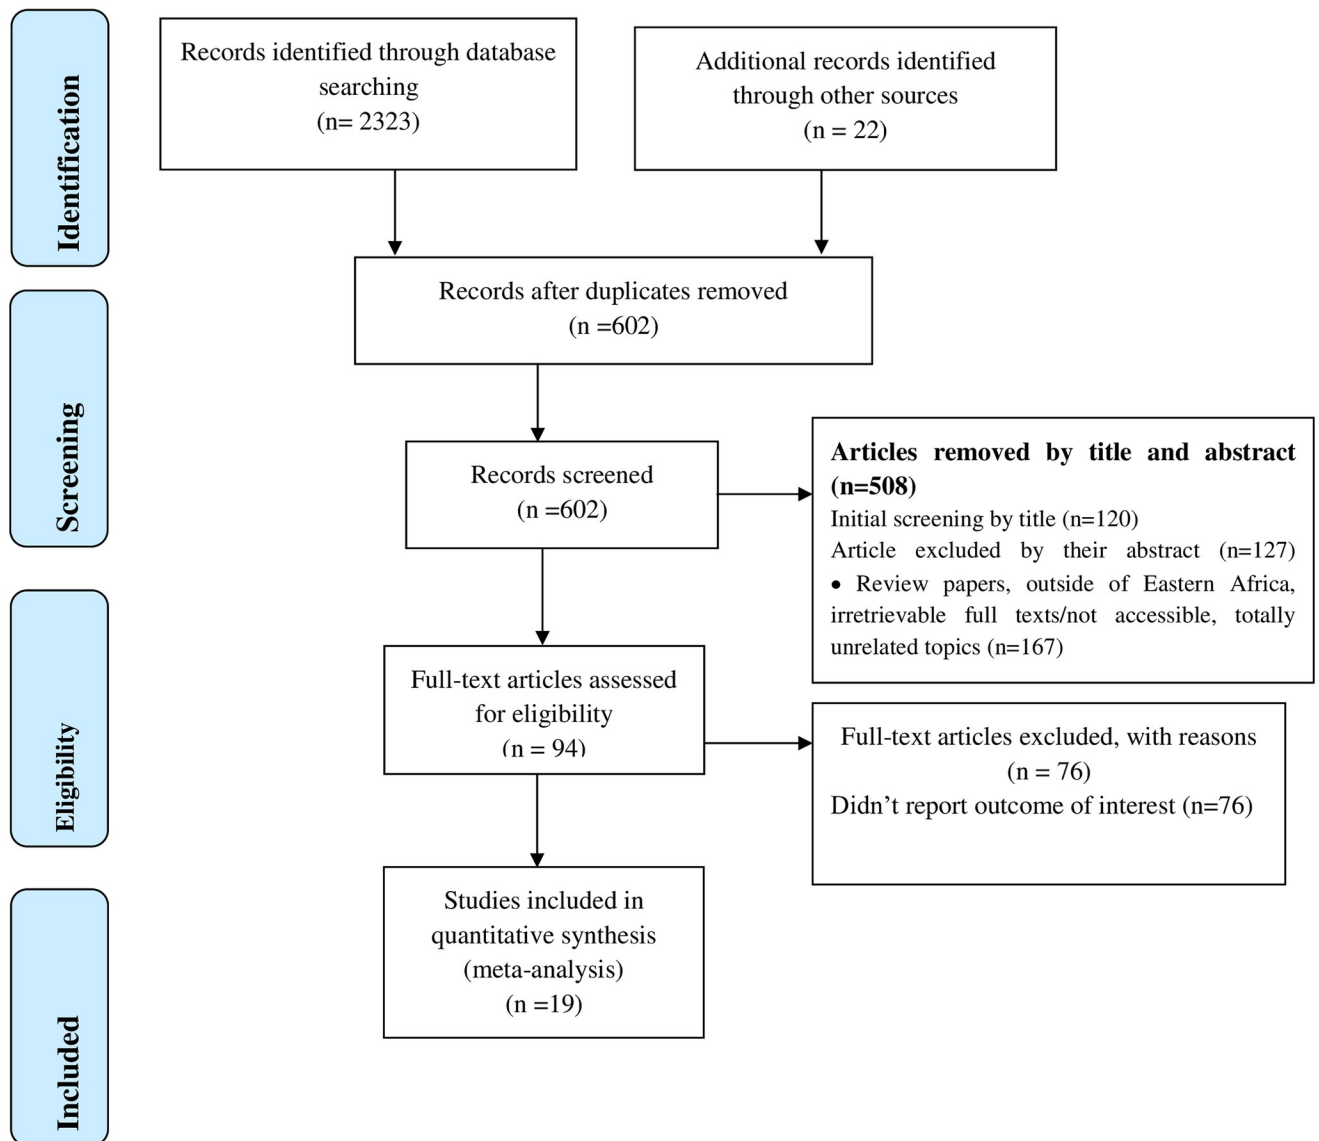 Identification
Records identified through database
searching
(n= 2323)
Additional records identified
through other sources
(n = 22)
Records after duplicates removed
(n =602)
Screening
Records screened
(n =602)
Articles removed by title and abstract
(n=508)
Initial screening by title (n=120)
Article excluded by their abstract (n=127)
• Review papers, outside of Eastern Africa,
irretrievable full texts/not accessible, totally
unrelated topics (n=167)
Eligibility
Full-text articles assessed
for eligibility
(n = 94)
Full-text articles excluded, with reasons
(n = 76)
Didn’t report outcome of interest (n=76)
Included
Studies included in
quantitative synthesis
(meta-analysis)
(n =19)